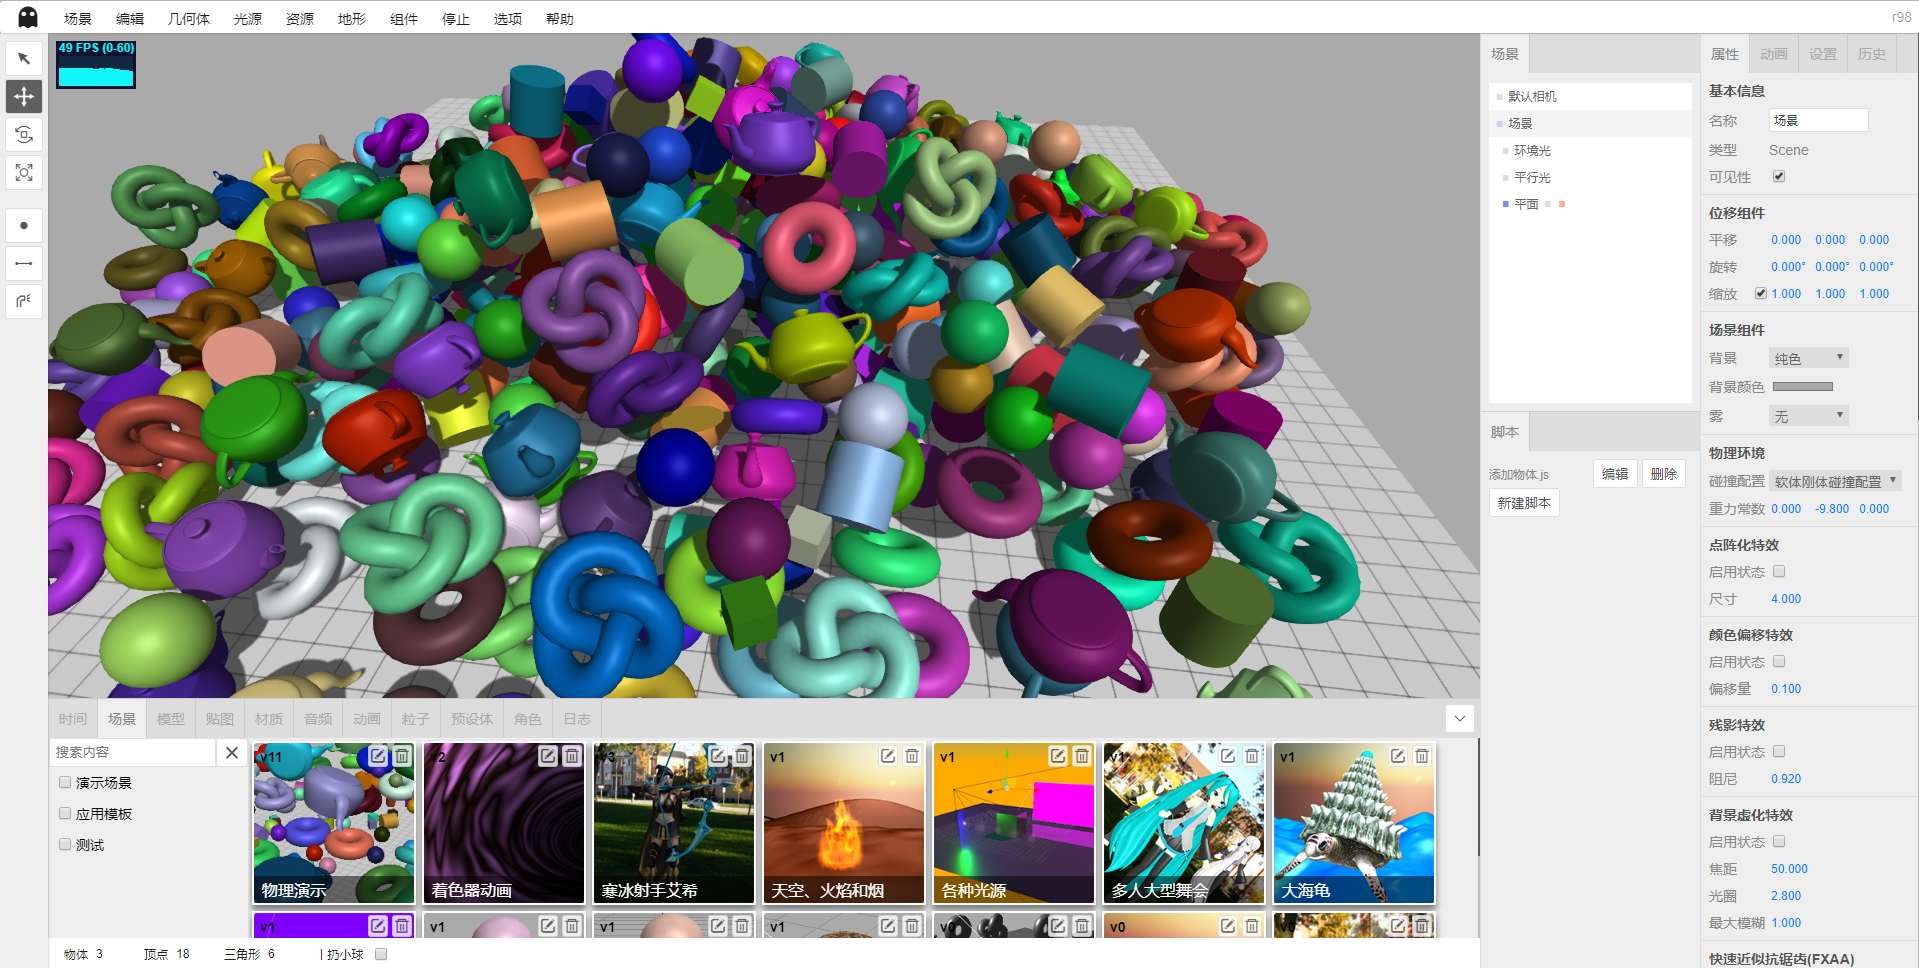 场景 编辑 几何体 光源 资源 地形 组件 停止 选项 帮助 r98
49 FPS (0-60)
场景
默认相机
场景
环境光
平行光
平面
脚本
添加物体.js 编辑 删除
新建脚本
属性 动画 设置 历史
基本信息
名称 场景
类型 Scene
可见性
位移组件
平移 0.000 0.000 0.000
旋转 0.000° 0.000° 0.000°
缩放 1.000 1.000 1.000
场景组件
背景 纯色
背景颜色
雾 无
物理环境
碰撞配置 软体刚体碰撞配置
重力常数 0.000 -9.800 0.000
点阵化特效
启用状态
尺寸 4.000
颜色偏移特效
启用状态
偏移量 0.100
残影特效
启用状态
阻尼 0.920
背景虚化特效
启用状态
焦距 50.000
光圈 2.800
最大模糊 1.000
快速近似抗锯齿(FXAA)
时间 场景 模型 贴图 材质 音频 动画 粒子 预设体 角色 日志
搜索内容
演示场景
应用模板
测试
v11 v2 v3 v1 v1 v1 v1
物理演示 着色器动画 寒冰射手艾希 天空、火焰和烟 各种光源 多人大型舞会 大海龟
v1 v1 v1 v1 v0 v0 v0
物体 3 顶点 18 三角形 6 | 扔小球